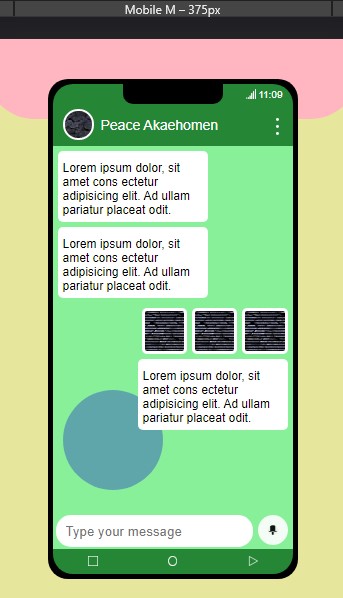 Mobile M – 375px
11:09
Peace Akaehomen
Lorem ipsum dolor, sit
amet cons ectetur
adipisicing elit. Ad ullam
pariatur placeat odit.
Lorem ipsum dolor, sit
amet cons ectetur
adipisicing elit. Ad ullam
pariatur placeat odit.
Lorem ipsum dolor, sit
amet cons ectetur
adipisicing elit. Ad ullam
pariatur placeat odit.
Type your message